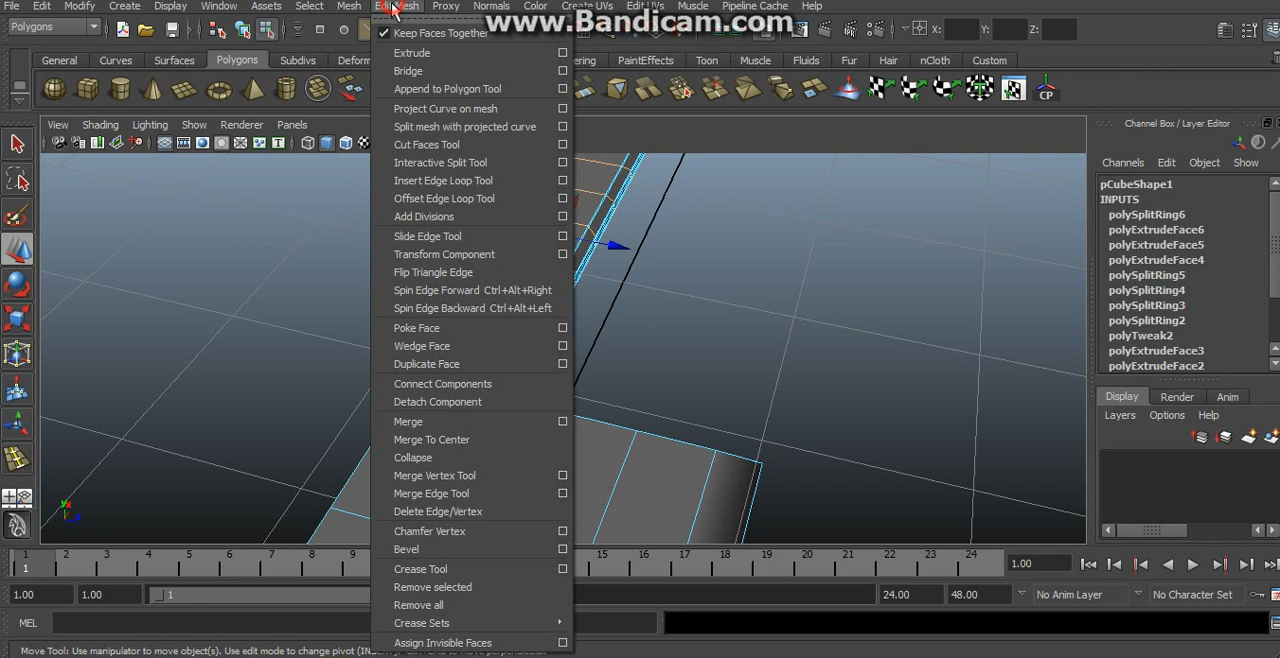 File Edit Modify Create Display Window Assets Select Mesh Edit Mesh Proxy Normals Color Create UVs Edit UVs Muscle Pipeline Cache Help
www.Bandicam.com
Polygons X: Y: Z:
General Curves Surfaces Polygons Subdivs Deform PaintEffects Toon Muscle Fluids Fur Hair nCloth Custom
CP
View Shading Lighting Show Renderer Panels
Keep Faces Together
Extrude
Bridge
Append to Polygon Tool
Project Curve on mesh
Split mesh with projected curve
Cut Faces Tool
Interactive Split Tool
Insert Edge Loop Tool
Offset Edge Loop Tool
Add Divisions
Slide Edge Tool
Transform Component
Flip Triangle Edge
Spin Edge Forward Ctrl+Alt+Right
Spin Edge Backward Ctrl+Alt+Left
Poke Face
Wedge Face
Duplicate Face
Connect Components
Detach Component
Merge
Merge To Center
Collapse
Merge Vertex Tool
Merge Edge Tool
Delete Edge/Vertex
Chamfer Vertex
Bevel
Crease Tool
Remove selected
Remove all
Crease Sets
Assign Invisible Faces
Channel Box / Layer Editor
Channels Edit Object Show
pCubeShape1
INPUTS
polySplitRing6
polyExtrudeFace6
polyExtrudeFace5
polyExtrudeFace4
polySplitRing5
polySplitRing4
polySplitRing3
polySplitRing2
polyTweak2
polyExtrudeFace3
polyExtrudeFace2
Display Render Anim
Layers Options Help
1 2 3 4 5 6 7 8 9 15 16 17 18 19 20 21 22 23 24
1 1.00
1.00 1.00 1 24.00 48.00 No Anim Layer No Character Set
MEL
Move Tool: Use manipulator to move object(s). Use edit mode to change pivot